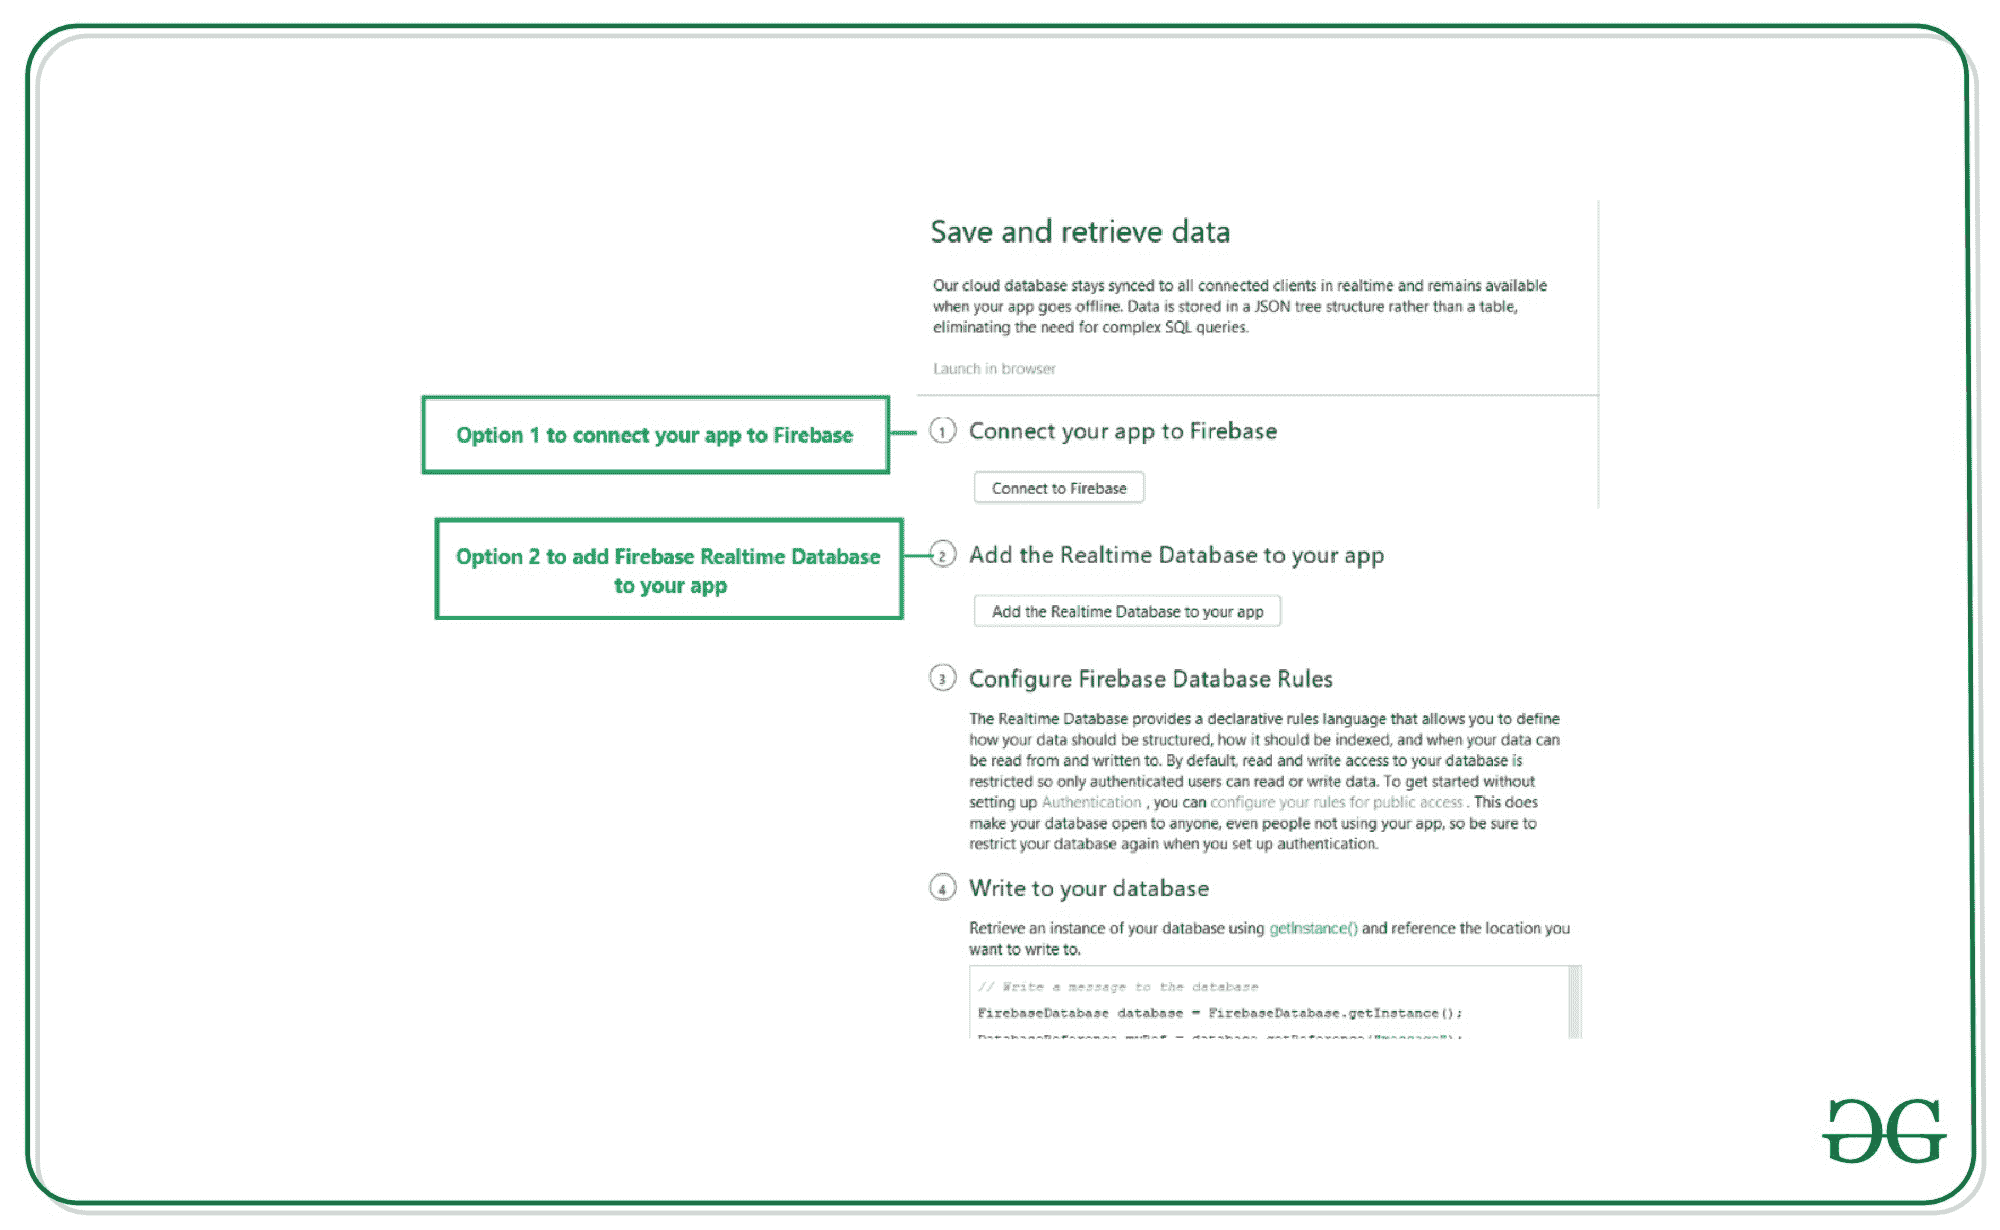 Save and retrieve data
Our cloud database stays synced to all connected clients in realtime and remains available
when your app goes offline. Data is stored in a JSON tree structure rather than a table,
eliminating the need for complex SQL queries.
Launch in browser
Option 1 to connect your app to Firebase
1 Connect your app to Firebase
Connect to Firebase
Option 2 to add Firebase Realtime Database
to your app
2 Add the Realtime Database to your app
Add the Realtime Database to your app
3 Configure Firebase Database Rules
The Realtime Database provides a declarative rules language that allows you to define
how your data should be structured, how it should be indexed, and when your data can
be read from and written to. By default, read and write access to your database is
restricted so only authenticated users can read or write data. To get started without
setting up Authentication , you can configure your rules for public access . This does
make your database open to anyone, even people not using your app, so be sure to
restrict your database again when you set up authentication.
4 Write to your database
Retrieve an instance of your database using getInstance() and reference the location you
want to write to.
// Write a message to the database
FirebaseDatabase database = FirebaseDatabase.getInstance();
DatabaseReference myRef = database.getReference("message");